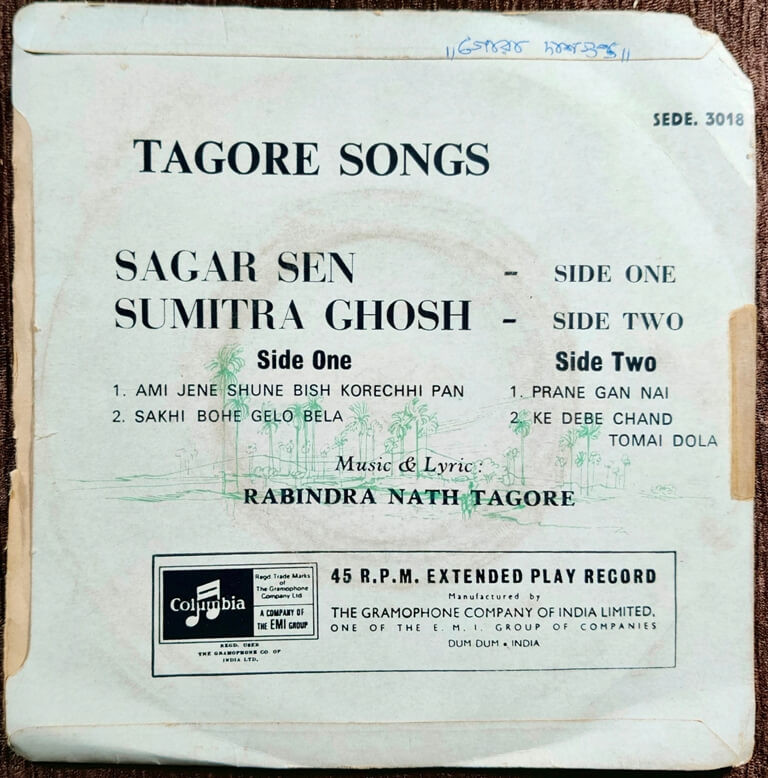 SEDE. 3018
TAGORE SONGS
SAGAR SEN - SIDE ONE
SUMITRA GHOSH - SIDE TWO
Side One
1. AMI JENE SHUNE BISH KORECHHI PAN
2. SAKHI BOHE GELO BELA
Side Two
1. PRANE GAN NAI
2. KE DEBE CHAND
TOMAI DOLA
Music & Lyric :
RABINDRA NATH TAGORE
Columbia
Regd. Trade Marks
of
The Gramophone
Company Ltd
A COMPANY OF
THE EMI GROUP
REGD. USER
THE GRAMOPHONE CO OF
INDIA LTD.
45 R.P.M. EXTENDED PLAY RECORD
Manufactured by
THE GRAMOPHONE COMPANY OF INDIA LIMITED.
ONE OF THE E. M. I. GROUP OF COMPANIES
DUM DUM • INDIA